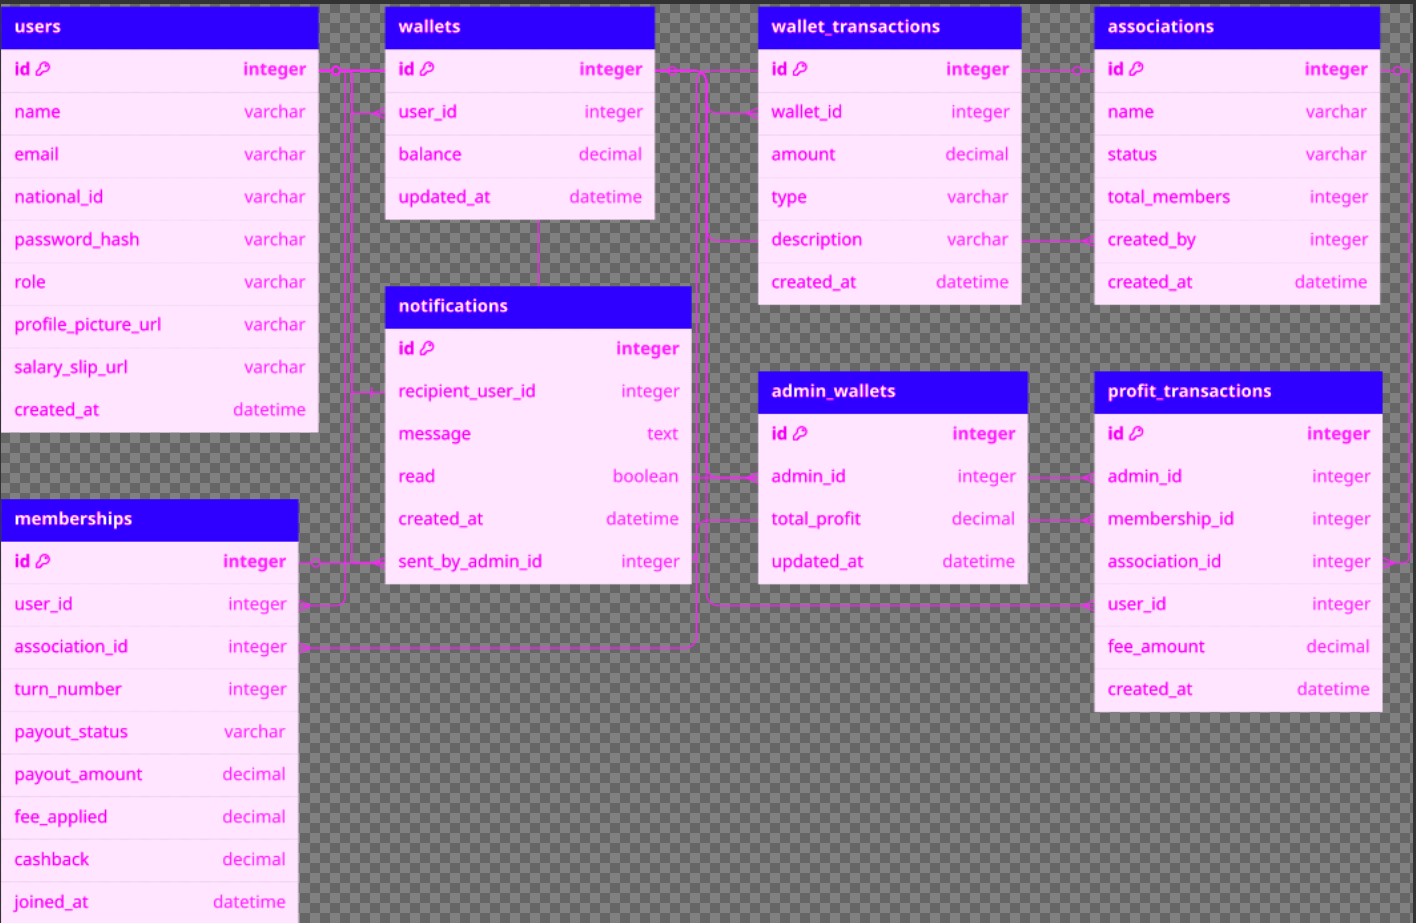 users
id integer
name varchar
email varchar
national_id varchar
password_hash varchar
role varchar
profile_picture_url varchar
salary_slip_url varchar
created_at datetime
wallets
id integer
user_id integer
balance decimal
updated_at datetime
wallet_transactions
id integer
wallet_id integer
amount decimal
type varchar
description varchar
created_at datetime
associations
id integer
name varchar
status varchar
total_members integer
created_by integer
created_at datetime
notifications
id integer
recipient_user_id integer
message text
read boolean
created_at datetime
sent_by_admin_id integer
admin_wallets
id integer
admin_id integer
total_profit decimal
updated_at datetime
profit_transactions
id integer
admin_id integer
membership_id integer
association_id integer
user_id integer
fee_amount decimal
created_at datetime
memberships
id integer
user_id integer
association_id integer
turn_number integer
payout_status varchar
payout_amount decimal
fee_applied decimal
cashback decimal
joined_at datetime